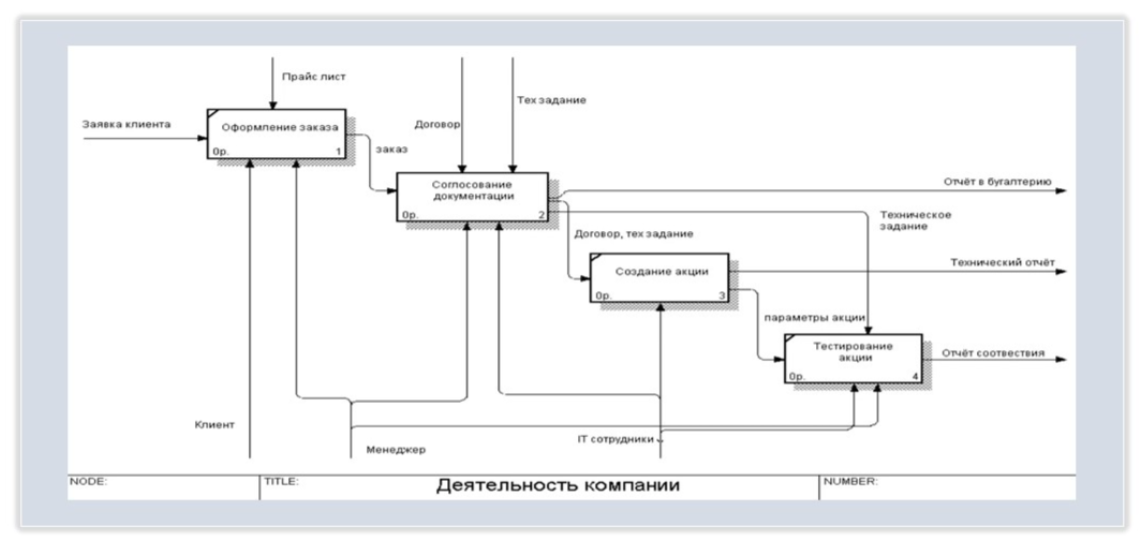 Прайс лист
Тех задание
Заявка клиента
Договор
Оформление заказа
0р. 1
заказ
Соглосование
документации
0р. 2
Отчёт в бугалтерию
Техническое
задание
Договор, тех задание
Создание акции
0р. 3
Технический отчёт
параметры акции
Тестирование
акции
0р. 4
Отчёт соотвествия
Клиент
Менеджер
IT сотрудники
NODE:
TITLE:
Деятельность компании
NUMBER: